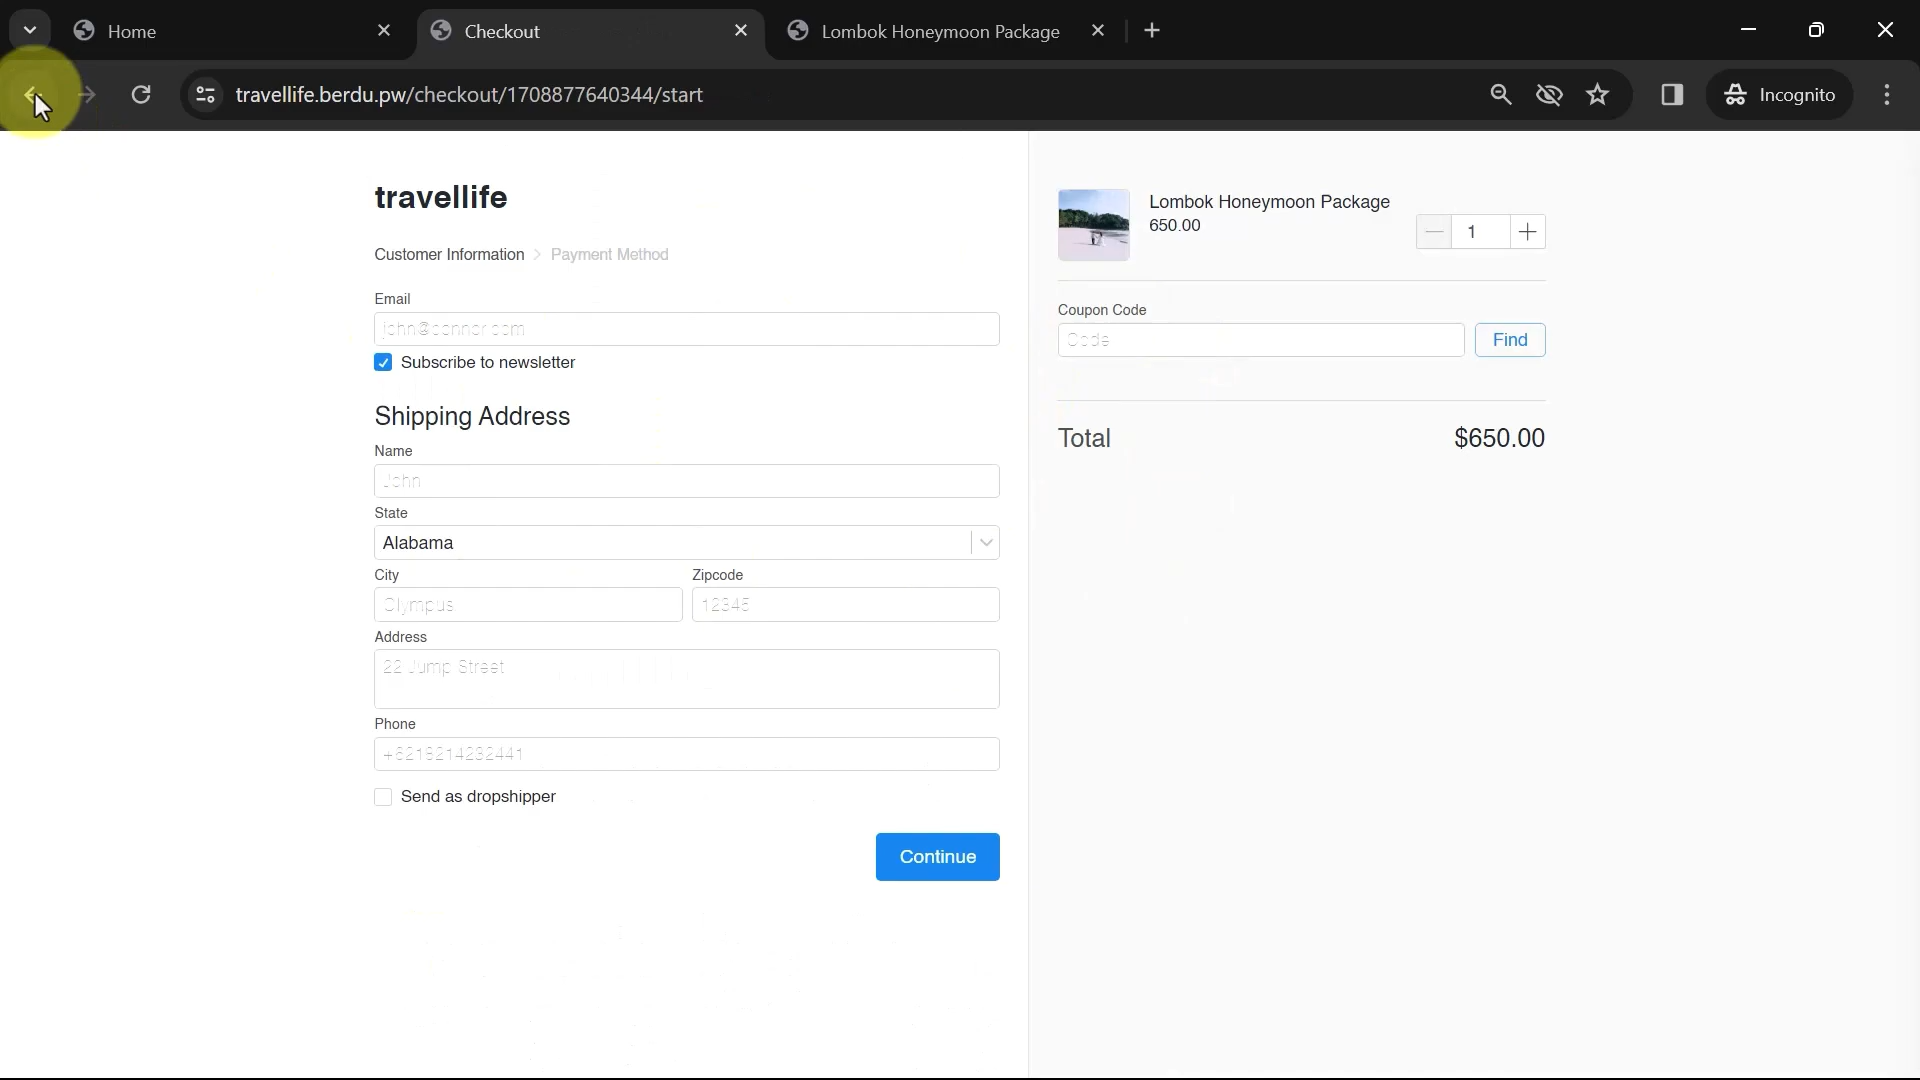 Home
Checkout
Lombok Honeymoon Package
travellife.berdu.pw/checkout/1708877640344/start
Incognito
travellife
Customer Information
Payment Method
Email
john@connor.com
Subscribe to newsletter
Shipping Address
Name
John
State
Alabama
City
Zipcode
Olympus
12345
Address
22 Jump Street
Phone
+6218214232441
Send as dropshipper
Continue
Lombok Honeymoon Package
650.00
1
Coupon Code
Code
Find
Total
$650.00